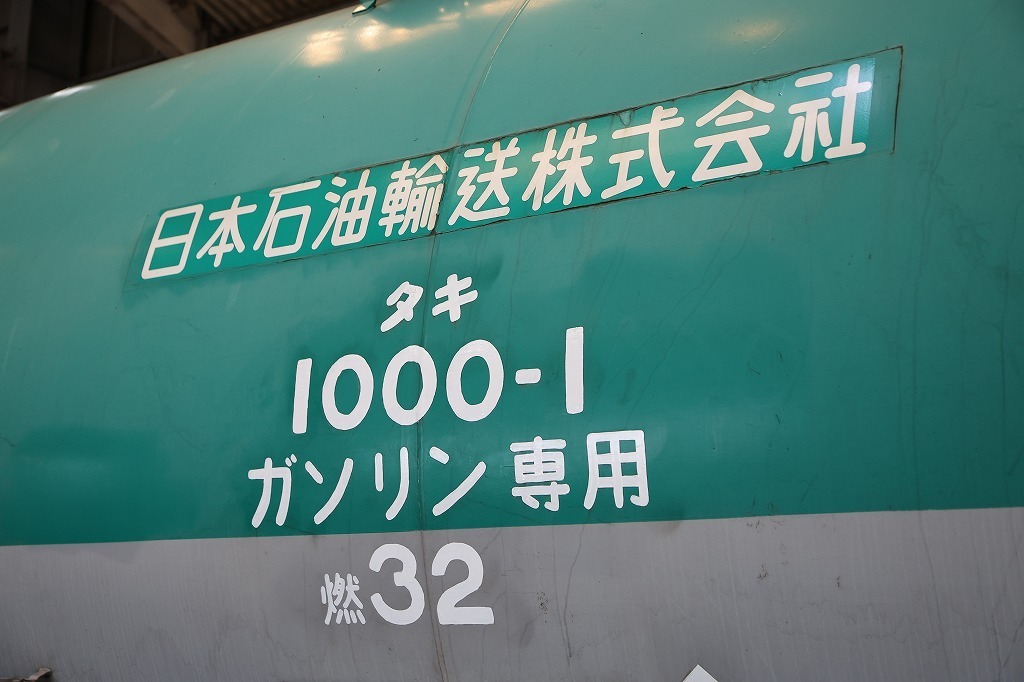 日本石油輸送株式会社
タキ
1000-1
ガソリン専用
燃32